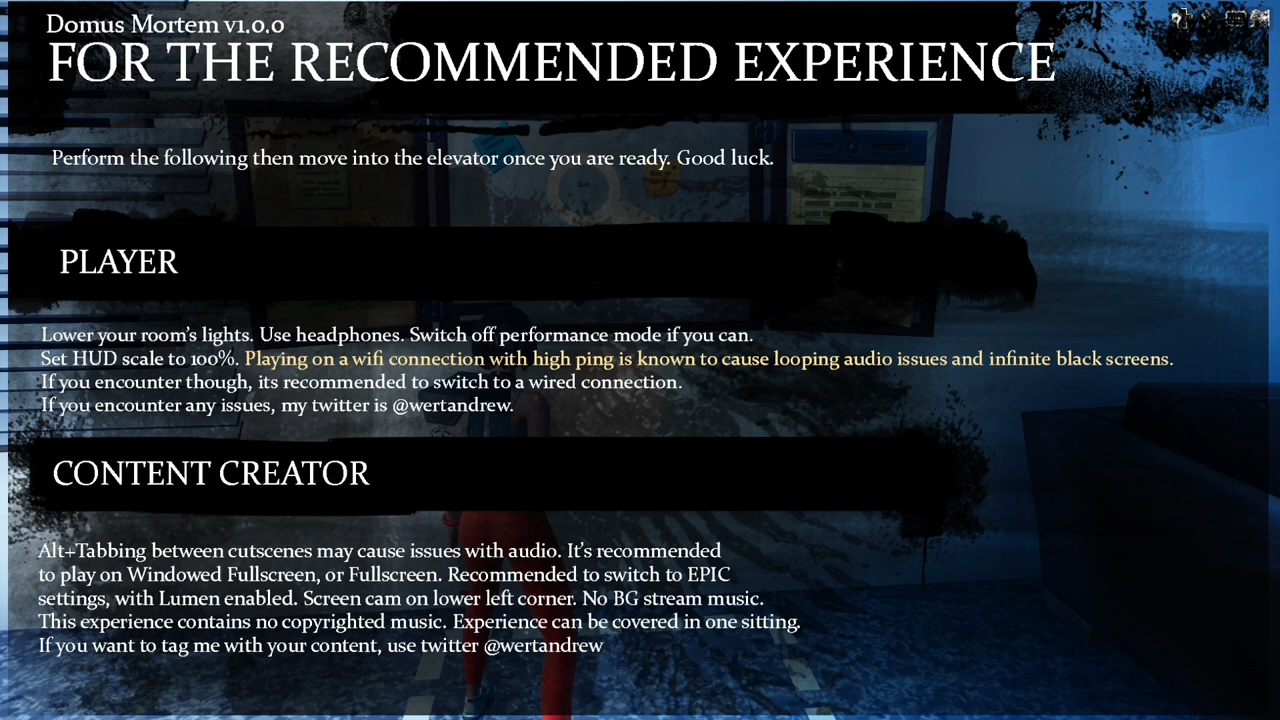 Domus Mortem v1.0.0
FOR THE RECOMMENDED EXPERIENCE
Perform the following then move into the elevator once you are ready. Good luck.
PLAYER
Lower your room's lights. Use headphones. Switch off performance mode if you can.
Set HUD scale to 100%. Playing on a wifi connection with high ping is known to cause looping audio issues and infinite black screens.
If you encounter though, its recommended to switch to a wired connection.
If you encounter any issues, my twitter is @wertandrew.
CONTENT CREATOR
Alt+Tabbing between cutscenes may cause issues with audio. It's recommended
to play on Windowed Fullscreen, or Fullscreen. Recommended to switch to EPIC
settings, with Lumen enabled. Screen cam on lower left corner. No BG stream music.
This experience contains no copyrighted music. Experience can be covered in one sitting.
If you want to tag me with your content, use twitter @wertandrew